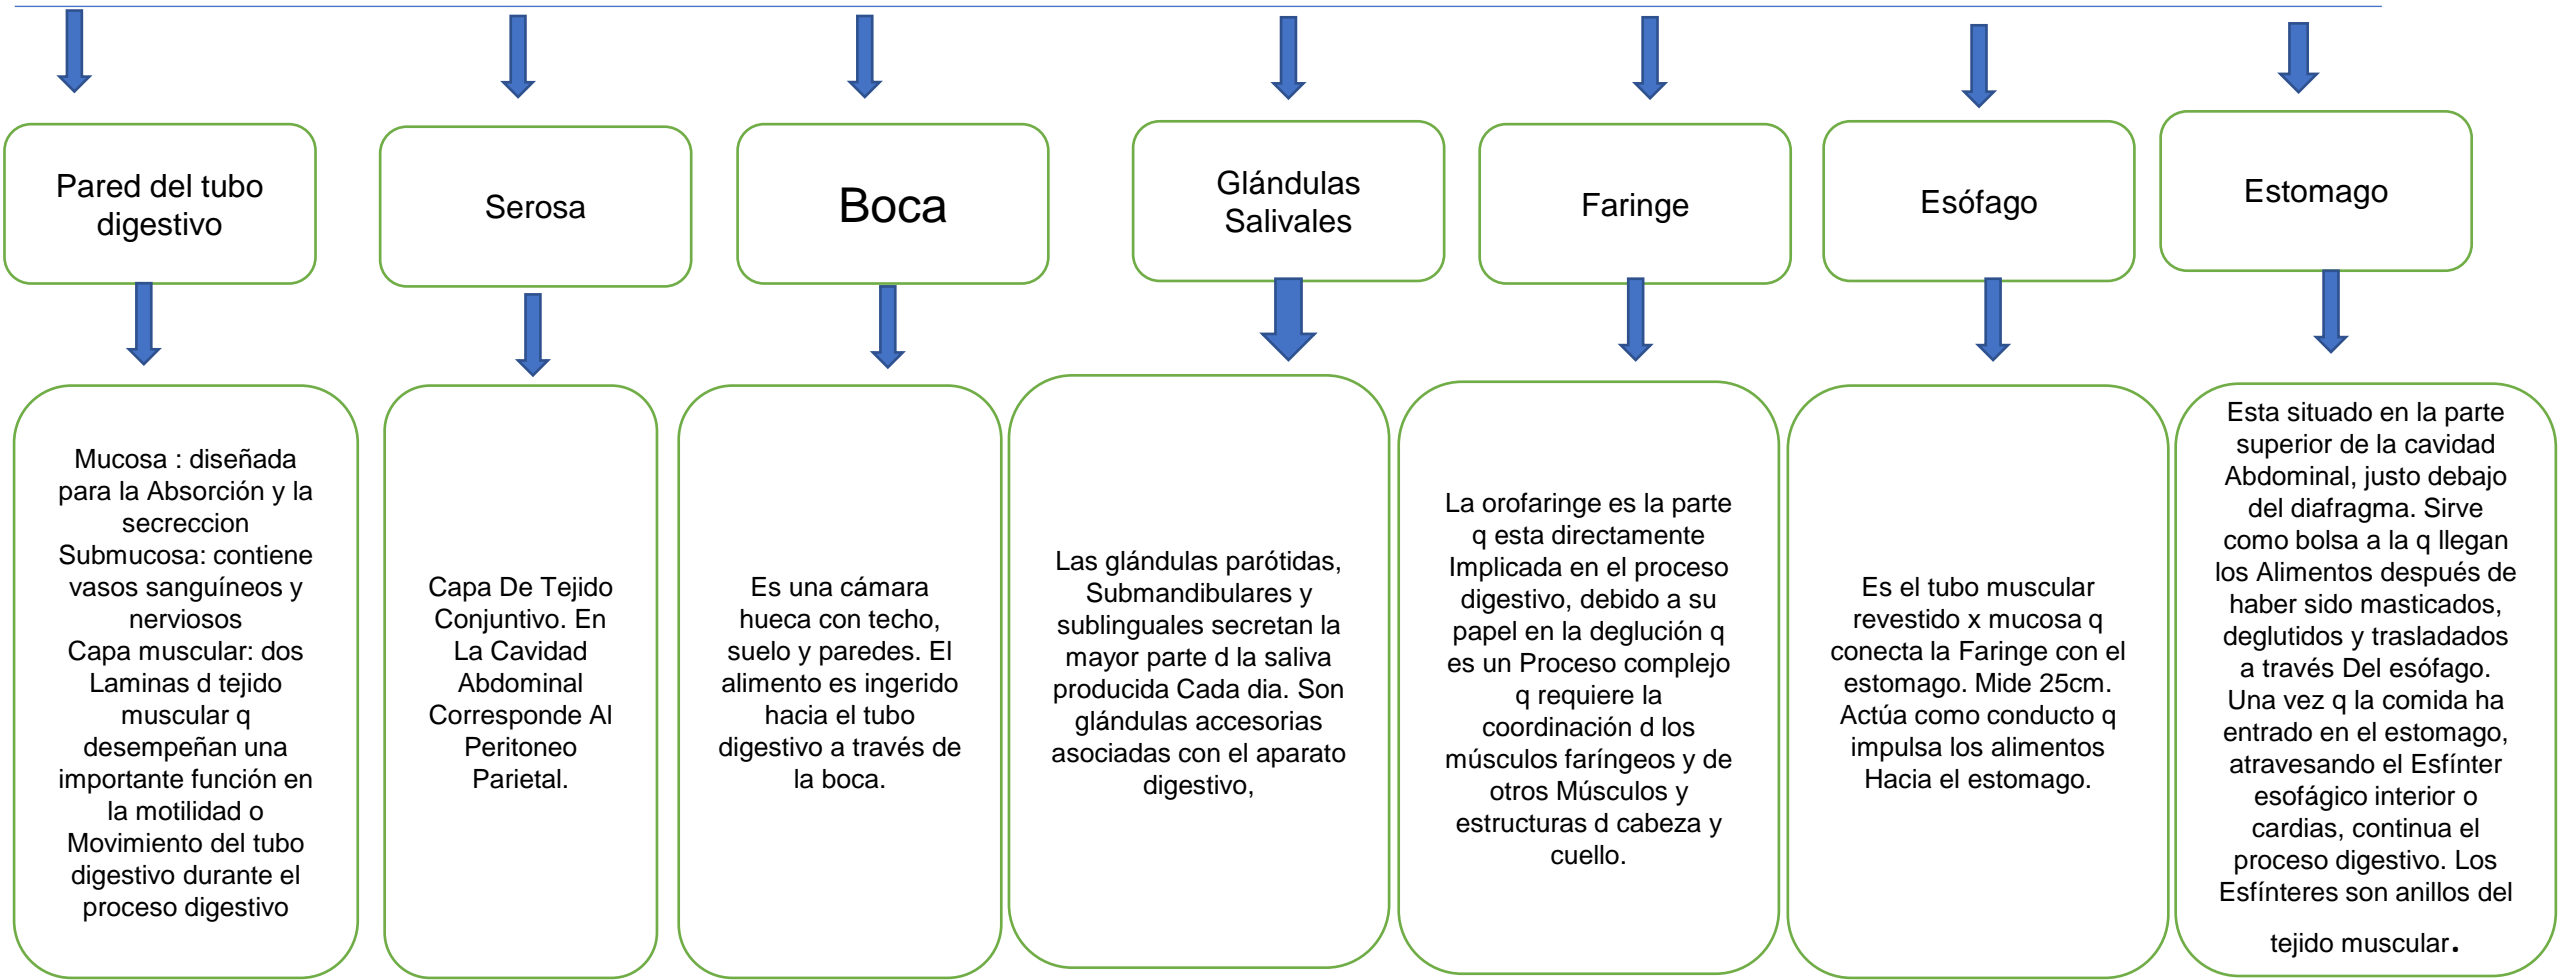 Pared del tubo
digestivo
Serosa
Boca
Glándulas
Salivales
Faringe
Esófago
Estomago
Mucosa : diseñada
para la Absorción y la
secreccion
Submucosa: contiene
vasos sanguíneos y
nerviosos
Capa muscular: dos
Laminas d tejido
muscular q
desempeñan una
importante función en
la motilidad o
Movimiento del tubo
digestivo durante el
proceso digestivo
Capa De Tejido
Conjuntivo. En
La Cavidad
Abdominal
Corresponde Al
Peritoneo
Parietal.
Es una cámara
hueca con techo,
suelo y paredes. El
alimento es ingerido
hacia el tubo
digestivo a través de
la boca.
Las glándulas parótidas,
Submandibulares y
sublinguales secretan la
mayor parte d la saliva
producida Cada dia. Son
glándulas accesorias
asociadas con el aparato
digestivo,
La orofaringe es la parte
q esta directamente
Implicada en el proceso
digestivo, debido a su
papel en la deglución q
es un Proceso complejo
q requiere la
coordinación d los
músculos faríngeos y de
otros Músculos y
estructuras d cabeza y
cuello.
Es el tubo muscular
revestido x mucosa q
conecta la Faringe con el
estomago. Mide 25cm.
Actúa como conducto q
impulsa los alimentos
Hacia el estomago.
Esta situado en la parte
superior de la cavidad
Abdominal, justo debajo
del diafragma. Sirve
como bolsa a la q llegan
los Alimentos después de
haber sido masticados,
deglutidos y trasladados
a través Del esófago.
Una vez q la comida ha
entrado en el estomago,
atravesando el Esfínter
esofágico interior o
cardias, continua el
proceso digestivo. Los
Esfínteres son anillos del
tejido muscular.